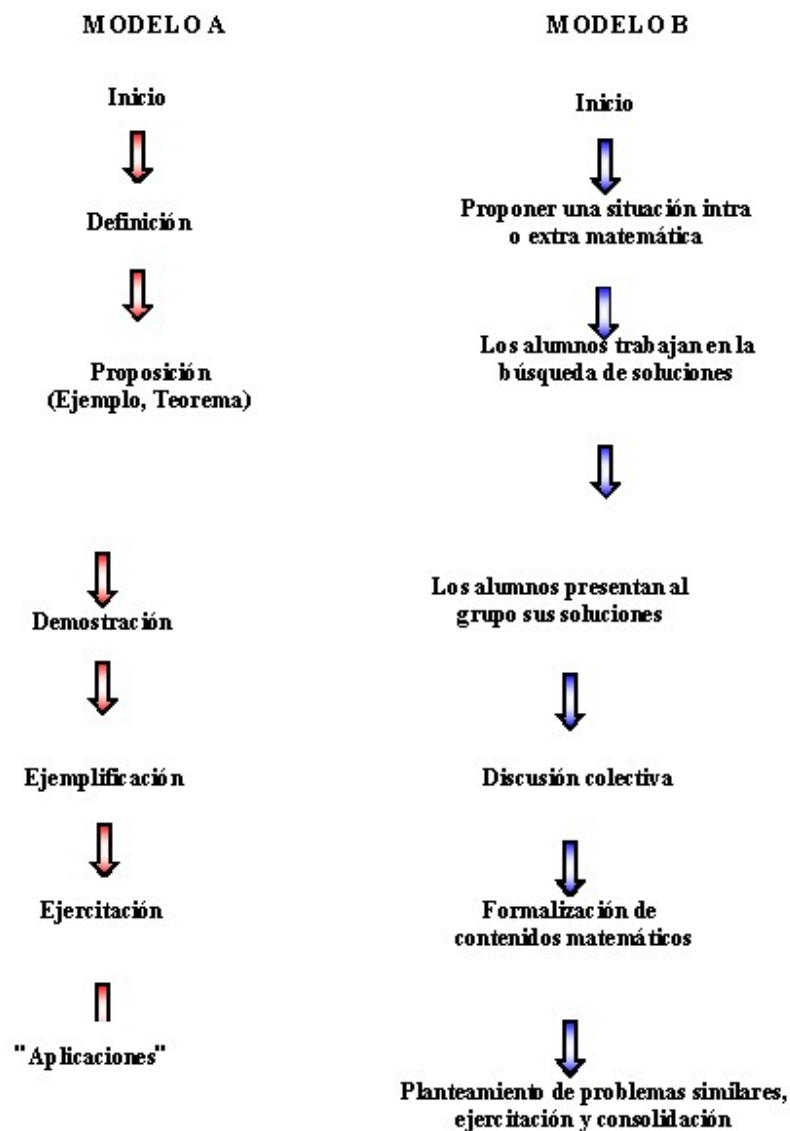 MODELO A
Inicio
Definición
Proposición
(Ejemplo, Teorema)
Demostración
Ejemplificación
Ejercitación
"Aplicaciones"
MODELO B
Inicio
Proponer una situación intra
o extra matemática
Los alumnos trabajan en la
búsqueda de soluciones
Los alumnos presentan al
grupo sus soluciones
Discusión colectiva
Formalización de
contenidos matemáticos
Planteamiento de problemas similares,
ejercitación y consolidación